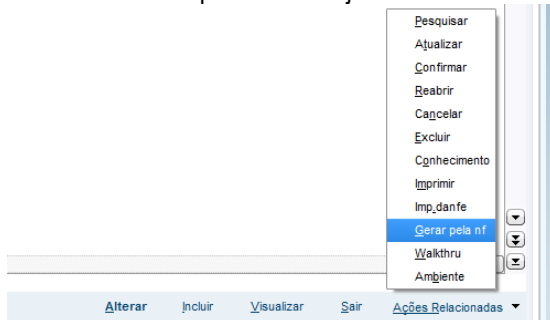 Pesquisar
Atualizar
Confirmar
Reabrir
Cancelar
Excluir
Conhecimento
Imprimir
Imp.danfe
Gerar pela nf
Walkthru
Ambiente
Alterar Incluir Visualizar Sair Ações Relacionadas